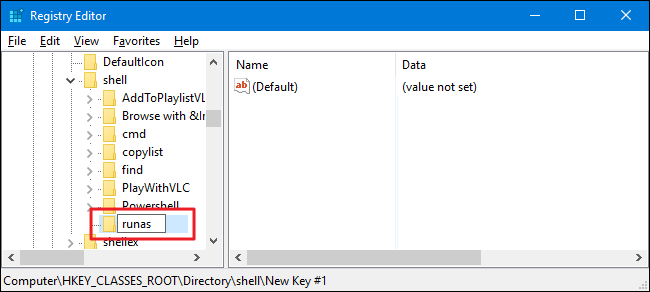 Registry Editor
File Edit View Favorites Help
DefaultIcon
shell
AddToPlaylistVL
Browse with &In
cmd
copylist
find
PlayWithVLC
Powershell
runas
shellex
Name Data
ab (Default) (value not set)
Computer\HKEY_CLASSES_ROOT\Directory\shell\New Key #1